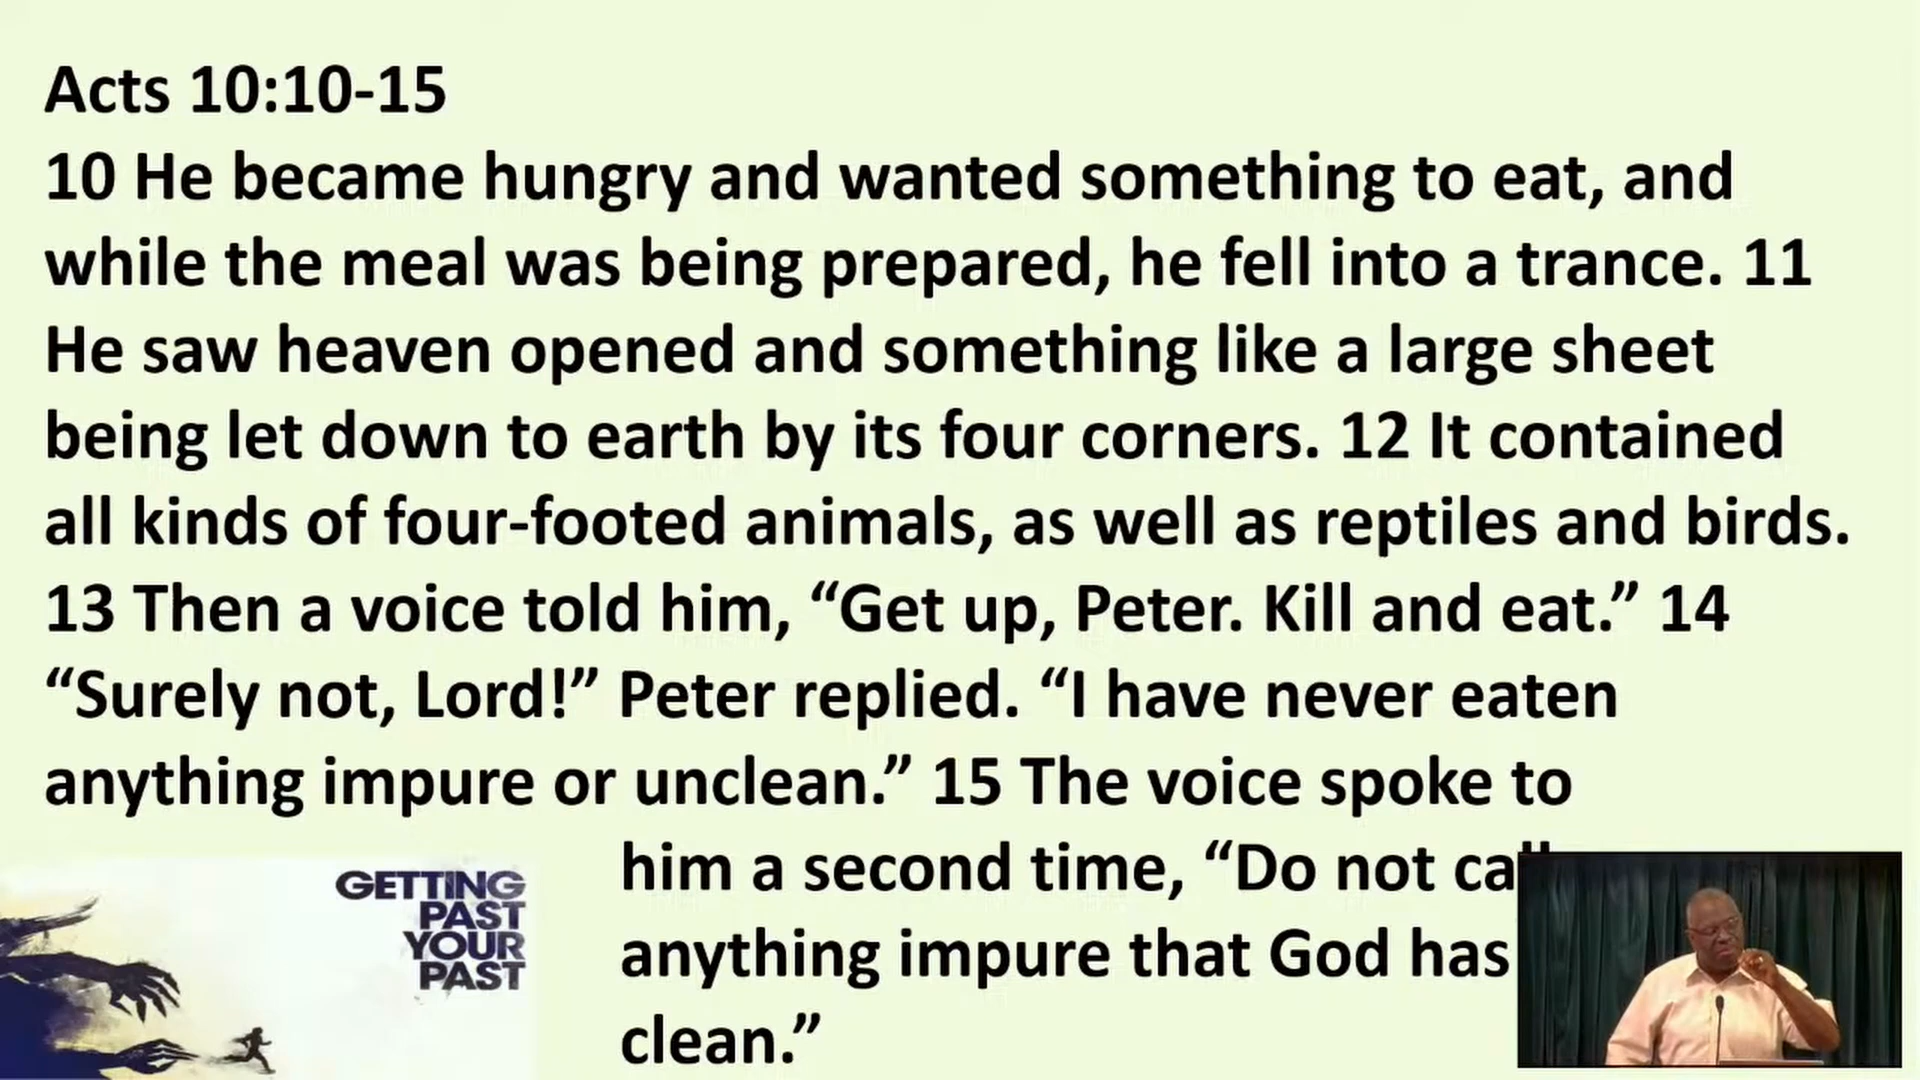 Acts 10:10-15
10 He became hungry and wanted something to eat, and
while the meal was being prepared, he fell into a trance. 11
He saw heaven opened and something like a large sheet
being let down to earth by its four corners. 12 It contained
all kinds of four-footed animals, as well as reptiles and birds.
13 Then a voice told him, “Get up, Peter. Kill and eat.” 14
“Surely not, Lord!” Peter replied. “I have never eaten
anything impure or unclean.” 15 The voice spoke to
him a second time, “Do not
anything impure that God has
clean.”
GETTING
PAST
YOUR
PAST